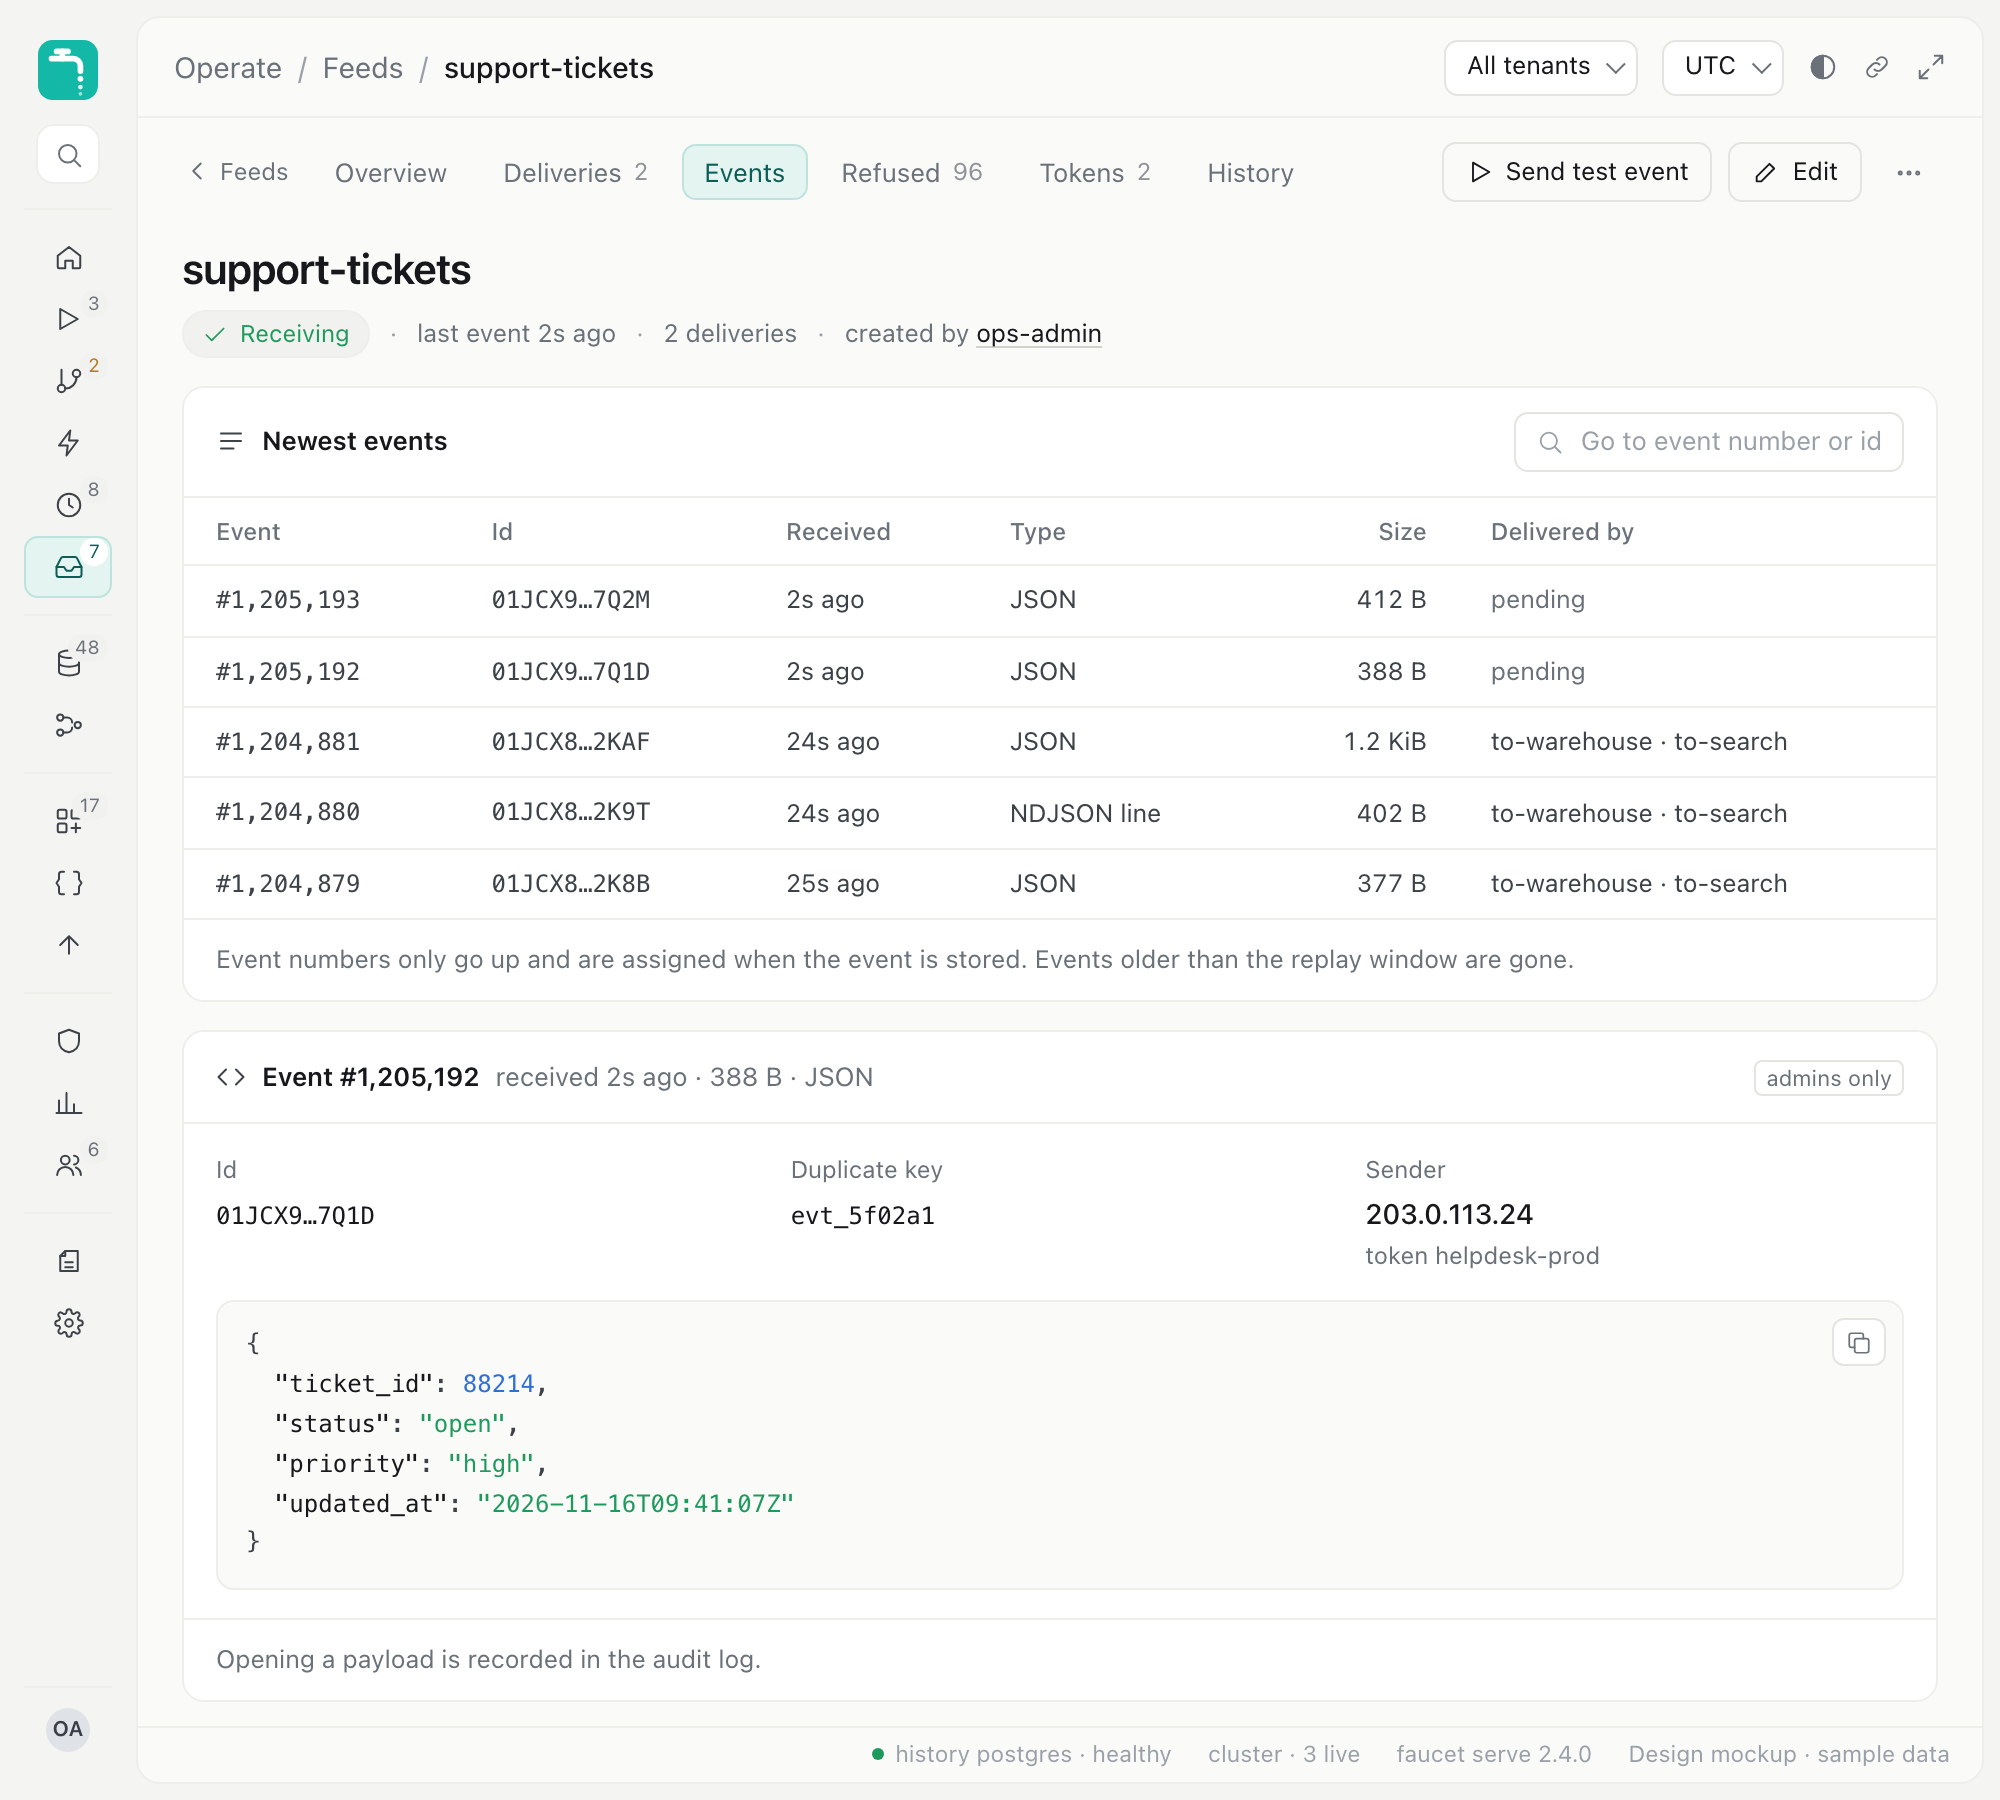 Operate / Feeds / support-tickets
All tenants
UTC
Feeds
Overview
Deliveries 2
Events
Refused 96
Tokens 2
History
Send test event
Edit
3
2
8
7
48
17
6
OA
support-tickets
Receiving · last event 2s ago · 2 deliveries · created by ops-admin
Newest events
Go to event number or id
Event Id Received Type Size Delivered by
#1,205,193 01JCX9…7Q2M 2s ago JSON 412 B pending
#1,205,192 01JCX9…7Q1D 2s ago JSON 388 B pending
#1,204,881 01JCX8…2KAF 24s ago JSON 1.2 KiB to-warehouse · to-search
#1,204,880 01JCX8…2K9T 24s ago NDJSON line 402 B to-warehouse · to-search
#1,204,879 01JCX8…2K8B 25s ago JSON 377 B to-warehouse · to-search
Event numbers only go up and are assigned when the event is stored. Events older than the replay window are gone.
Event #1,205,192 received 2s ago · 388 B · JSON
admins only
Id Duplicate key Sender
01JCX9…7Q1D evt_5f02a1 203.0.113.24
token helpdesk-prod
{
"ticket_id": 88214,
"status": "open",
"priority": "high",
"updated_at": "2026-11-16T09:41:07Z"
}
Opening a payload is recorded in the audit log.
history postgres · healthy
cluster · 3 live
faucet serve 2.4.0
Design mockup · sample data